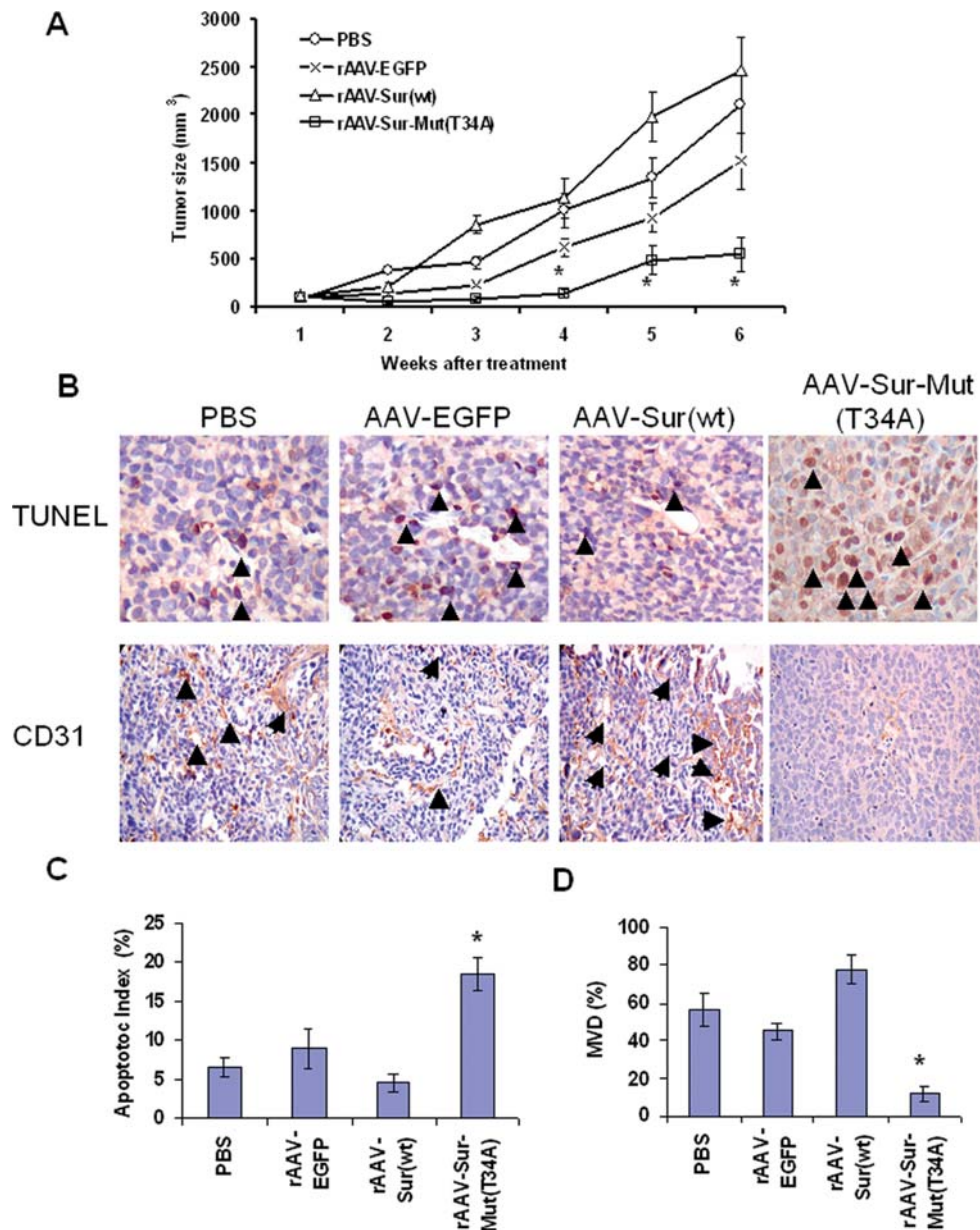 A
3000
2500
2000
1500
1000
500
0
Tumor size (mm ³)
PBS
rAAV-EGFP
rAAV-Sur(wt)
rAAV-Sur-Mut(T34A)
*
*
*
1 2 3 4 5 6
Weeks after treatment
B
PBS AAV-EGFP AAV-Sur(wt) AAV-Sur-Mut
(T34A)
TUNEL
CD31
C
25
20
15
10
5
0
Apoptotoc Index (%)
*
PBS
rAAV-
EGFP
rAAV-
Sur(wt)
rAAV-Sur-
Mut(T34A)
D
100
80
60
40
20
0
MVD (%)
*
PBS
rAAV-
EGFP
rAAV-
Sur(wt)
rAAV-Sur-
Mut(T34A)